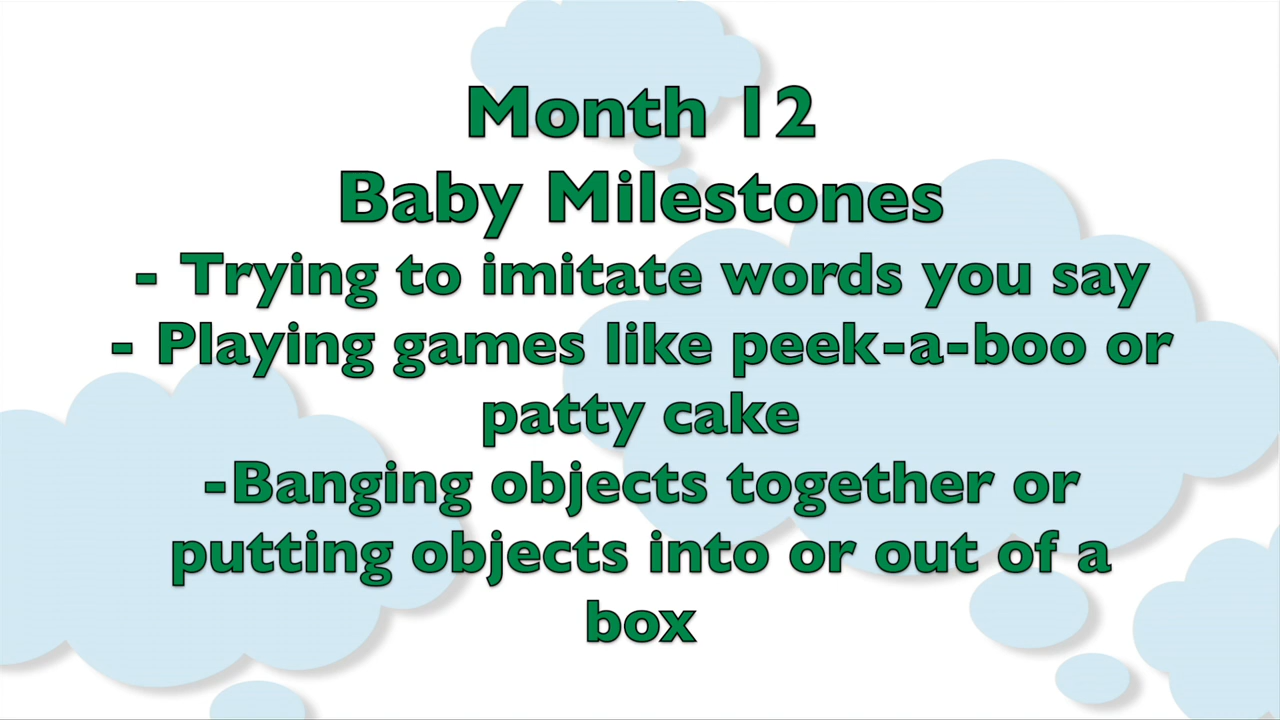 Month 12
Baby Milestones
- Trying to imitate words you say
- Playing games like peek-a-boo or
patty cake
-Banging objects together or
putting objects into or out of a
box